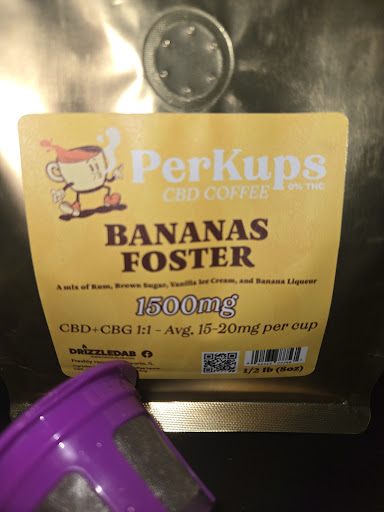 PerKups
CBD COFFEE 0% THC
BANANAS
FOSTER
A mix of Rum, Brown Sugar, Vanilla Ice Cream, and Banana Liqueur
1500mg
CBD+CBG 1:1 - Avg. 15-20mg per cup
DRIZZLEDAB
Freshly
1/2 lb (8oz)